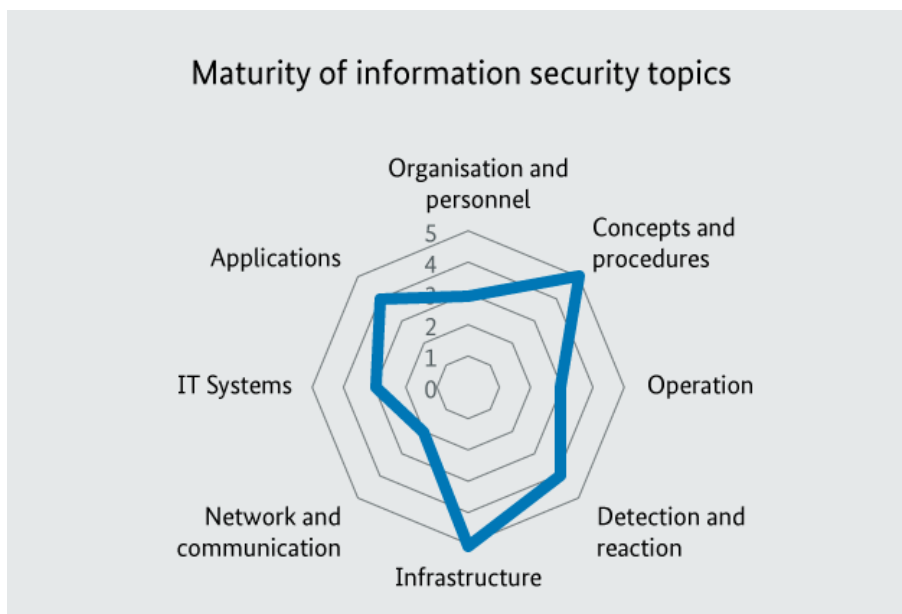 Maturity of information security topics
Organisation and
personnel
Concepts and
procedures
Applications
5
4
3
2
1
0
IT Systems
Operation
Network and
communication
Detection and
reaction
Infrastructure